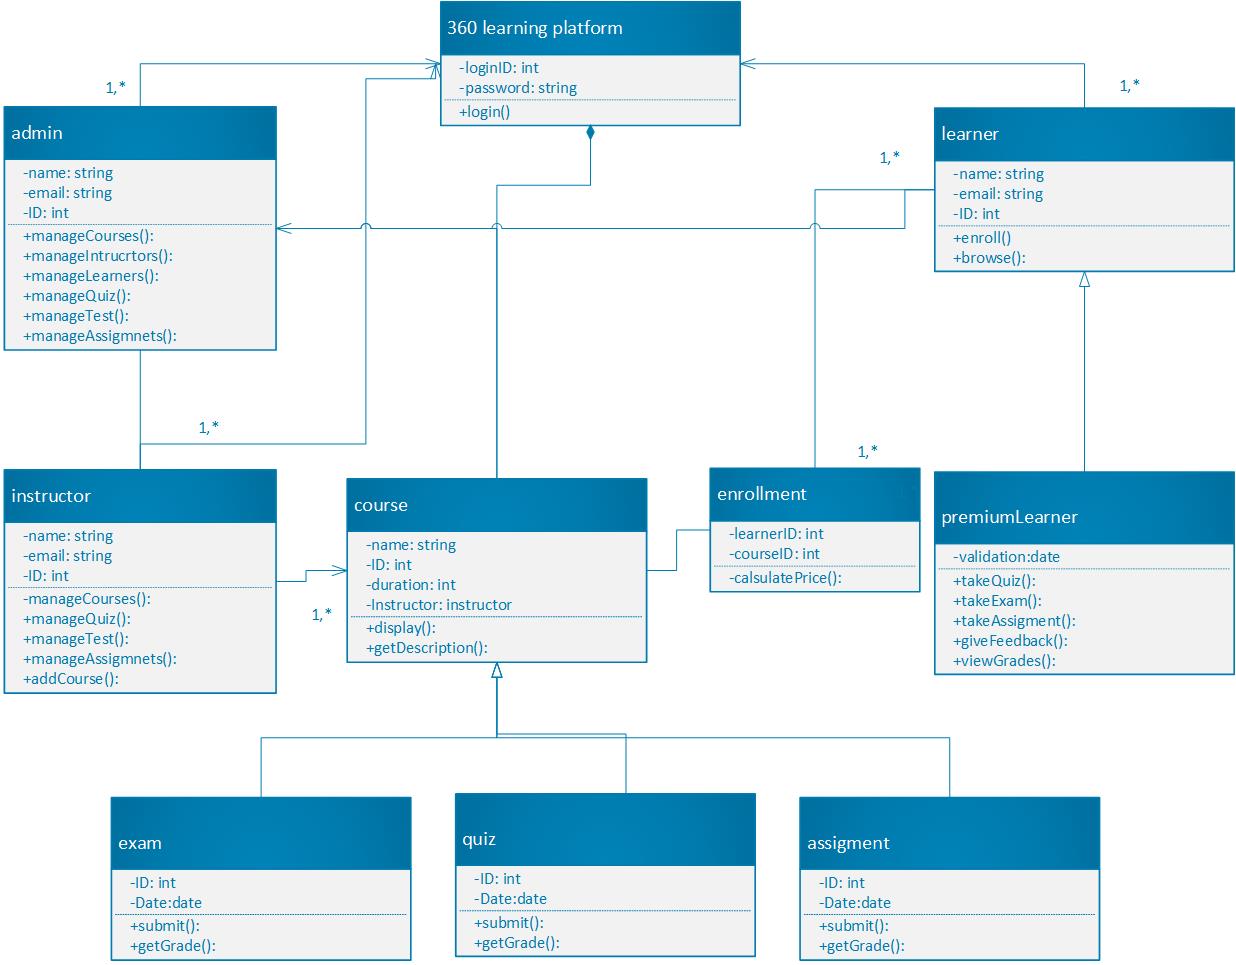 360 learning platform
-loginID: int
-password: string
+login()
1,*
admin
-name: string
-email: string
-ID: int
+manageCourses():
+manageIntrucrtors():
+manageLearners():
+manageQuiz():
+manageTest():
+manageAssigmnets():
1,*
learner
-name: string
-email: string
-ID: int
+enroll()
+browse():
1,*
1,*
instructor
-name: string
-email: string
-ID: int
-manageCourses():
+manageQuiz():
+manageTest():
+manageAssigmnets():
+addCourse():
1,*
course
-name: string
-ID: int
-duration: int
-Instructor: instructor
+display():
+getDescription():
1,*
enrollment
-learnerID: int
-courseID: int
-calsulatePrice():
premiumLearner
-validation:date
+takeQuiz():
+takeExam():
+takeAssigment():
+giveFeedback():
+viewGrades():
exam
-ID: int
-Date:date
+submit():
+getGrade():
quiz
-ID: int
-Date:date
+submit():
+getGrade():
assigment
-ID: int
-Date:date
+submit():
+getGrade():